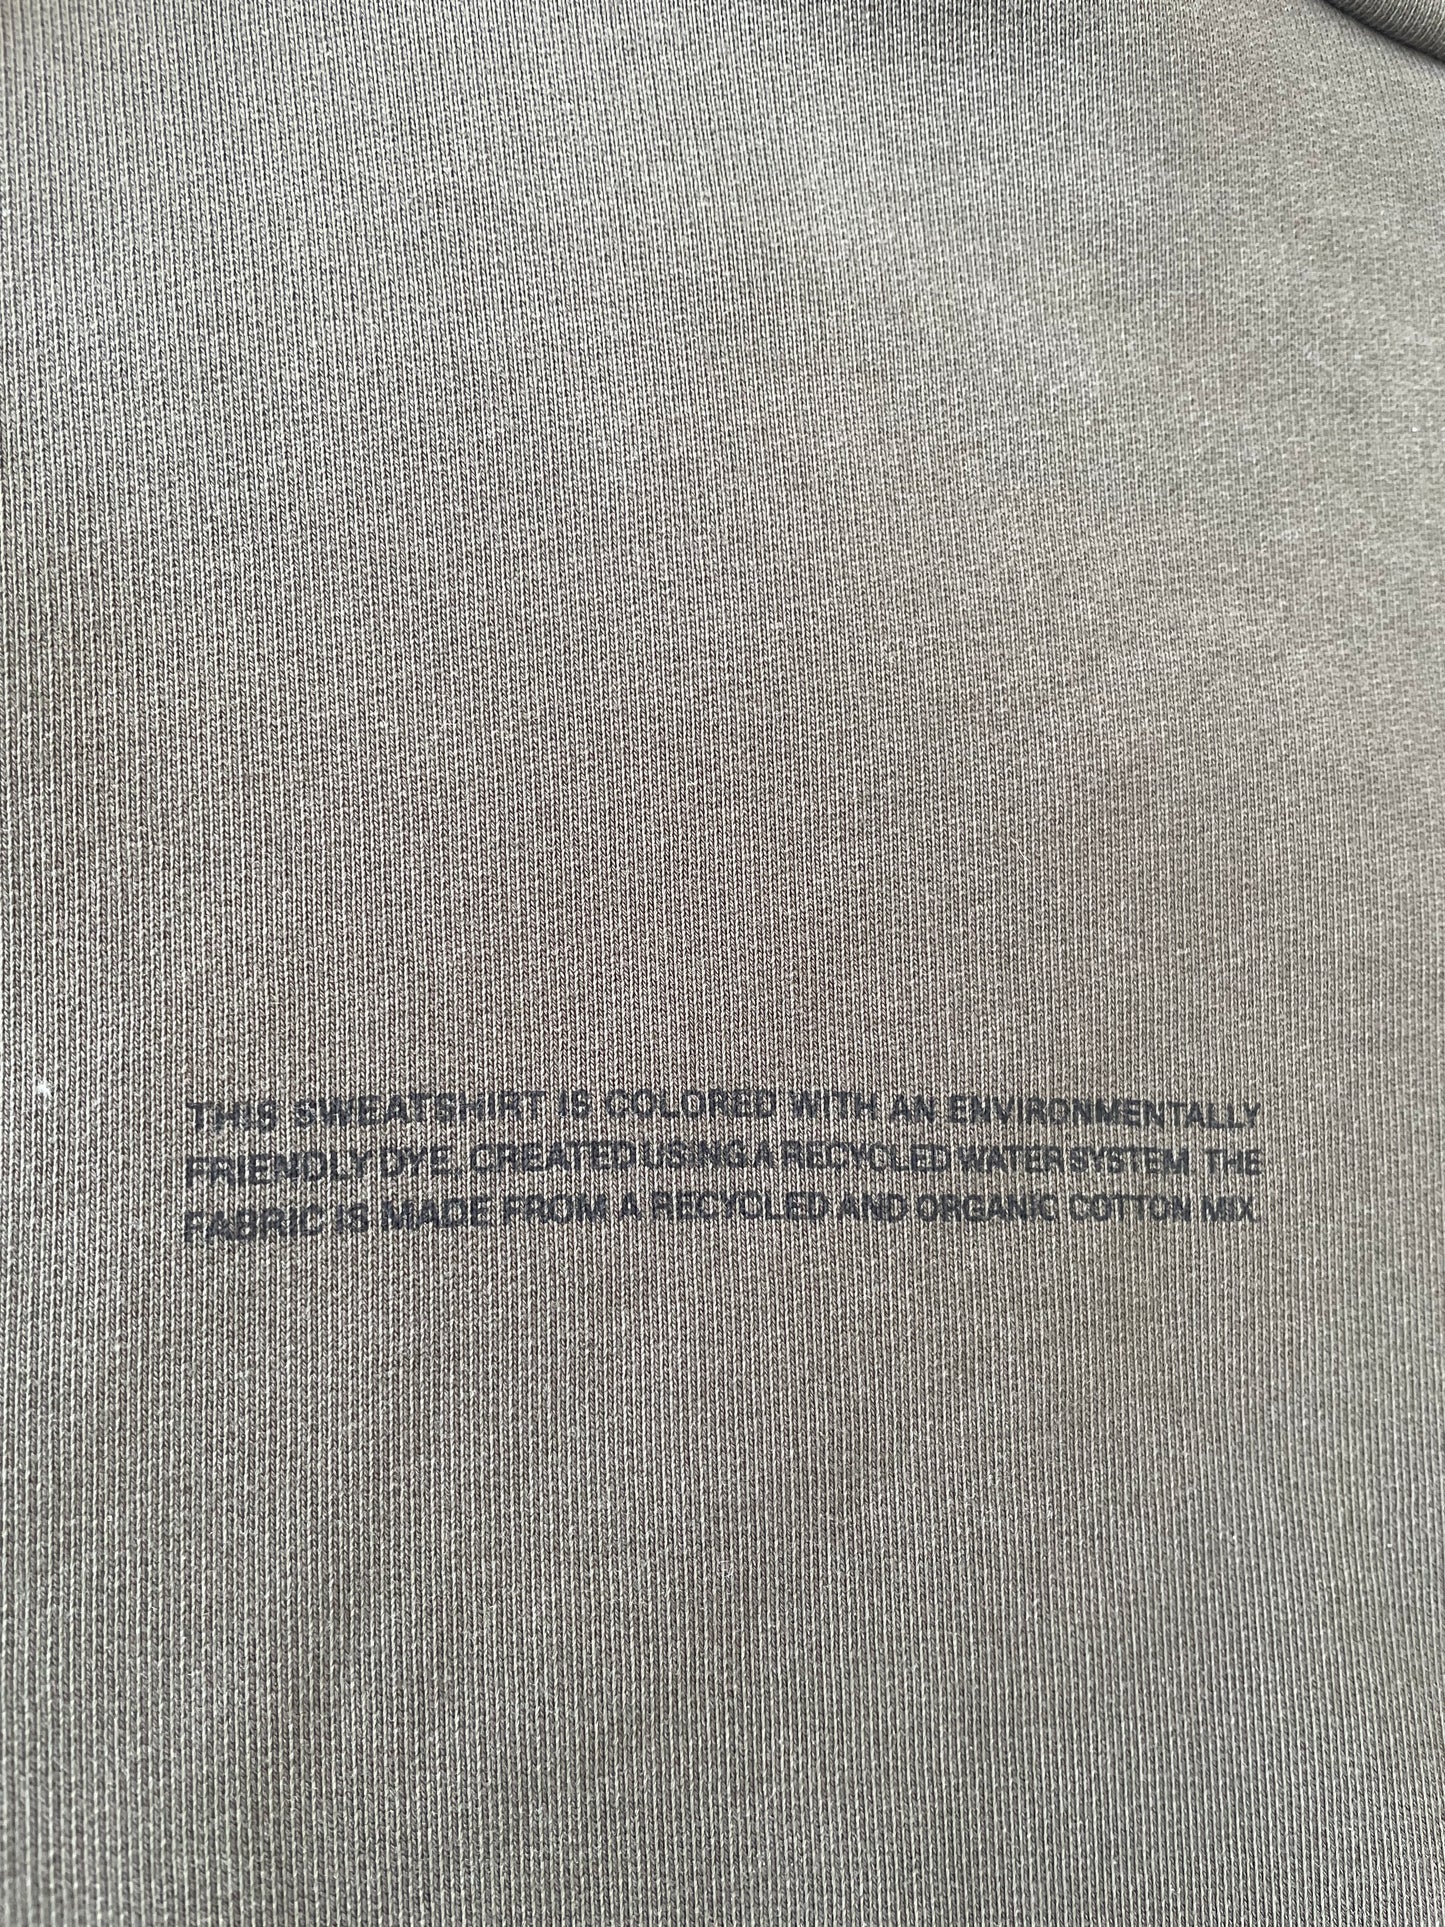 THIS SWEATSHIRT IS COLORED WITH AN ENVIRONMENTALLY
FRIENDLY DYE, CREATED USING A RECYCLED WATER SYSTEM. THE
FABRIC IS MADE FROM A RECYCLED AND ORGANIC COTTON MIX.